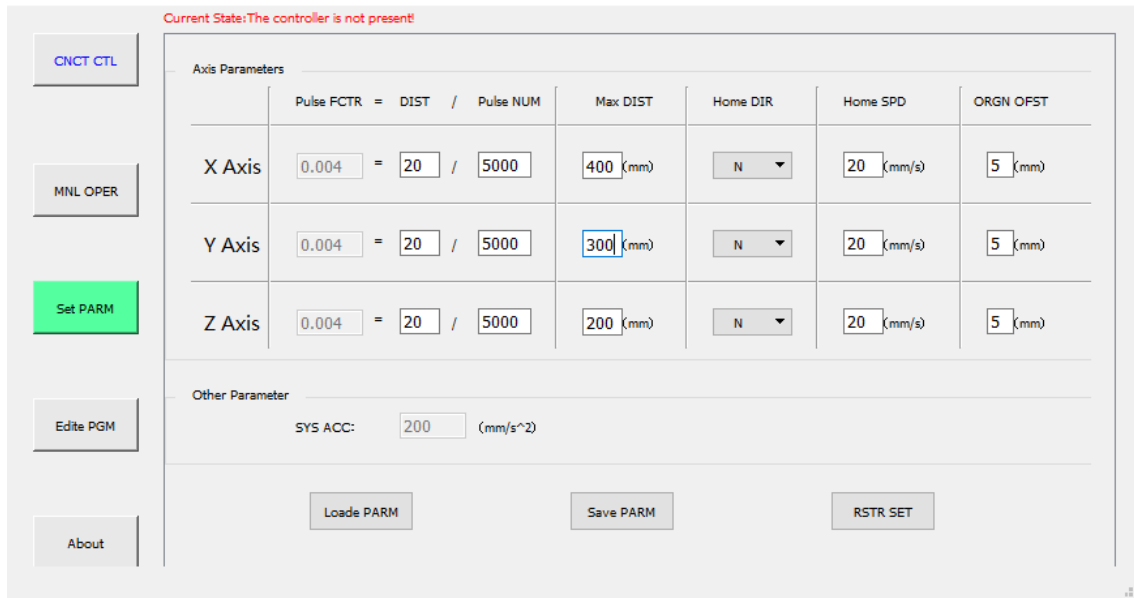 Current State:The controller is not present!
CNCT CTL
MNL OPER
Set PARM
Edite PGM
About
Axis Parameters
Pulse FCTR = DIST / Pulse NUM Max DIST Home DIR Home SPD ORGN OFST
X Axis 0.004 = 20 / 5000 400 (mm) N 20 (mm/s) 5 (mm)
Y Axis 0.004 = 20 / 5000 300 (mm) N 20 (mm/s) 5 (mm)
Z Axis 0.004 = 20 / 5000 200 (mm) N 20 (mm/s) 5 (mm)
Other Parameter
SYS ACC: 200 (mm/s^2)
Loade PARM Save PARM RSTR SET